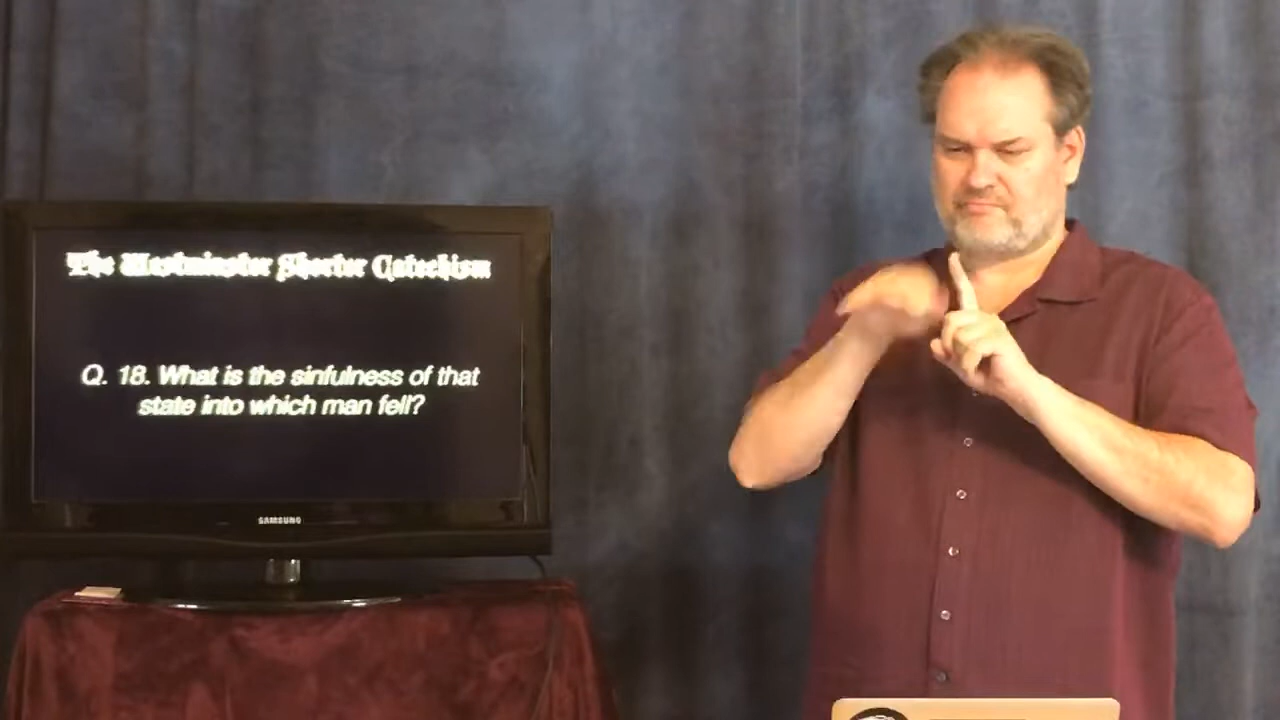 The Westminster Shorter Catechism
Q. 18. What is the sinfulness of that
state into which man fell?
SAMSUNG